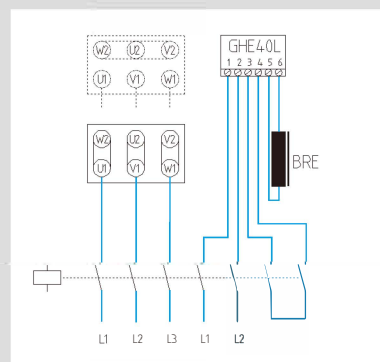 W2 U2 V2
U1 V1 W1
GHE40L
1 2 3 4 5 6
W2 U2 V2
U1 V1 W1
BRE
L1 L2 L3 L1 L2